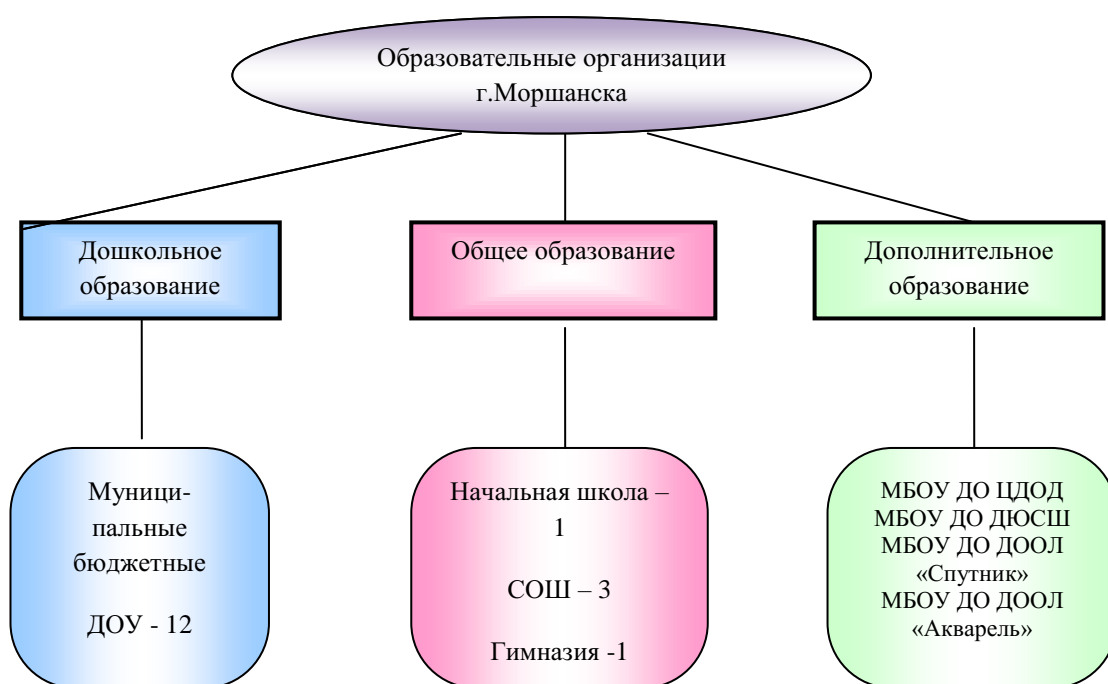 Образовательные организации
г.Моршанска
Дошкольное
образование
Общее образование
Дополнительное
образование
Муници-
пальные
бюджетные
ДОУ - 12
Начальная школа –
1
СОШ – 3
Гимназия -1
МБОУ ДО ЦДОД
МБОУ ДО ДЮСШ
МБОУ ДО ДООЛ
«Спутник»
МБОУ ДО ДООЛ
«Акварель»